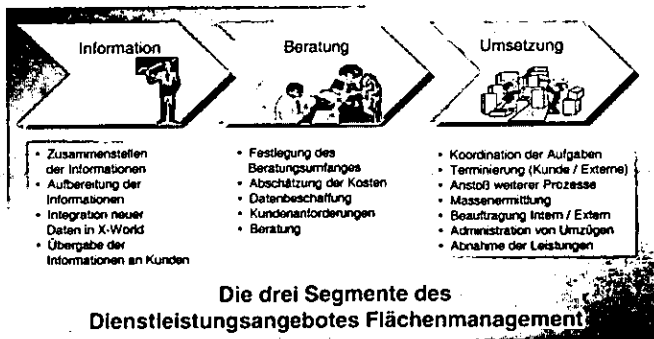 Information
Beratung
Umsetzung
• Zusammenstellen
der Informationen
• Aufbereitung der
Informationen
• Integration neuer
Daten in X-World
• Übergabe der
Informationen an Kunden
• Festlegung des
Beratungsumfanges
• Abschätzung der Kosten
• Datenbeschaffung
• Kundenanforderungen
• Beratung
• Koordination der Aufgaben
• Terminierung (Kunde / Externe)
• Anstoß weiterer Prozesse
• Massenermittlung
• Beauftragung Intern / Extern
• Administration von Umzügen
• Abnahme der Leistungen
Die drei Segmente des
Dienstleistungsangebotes Flächenmanagement